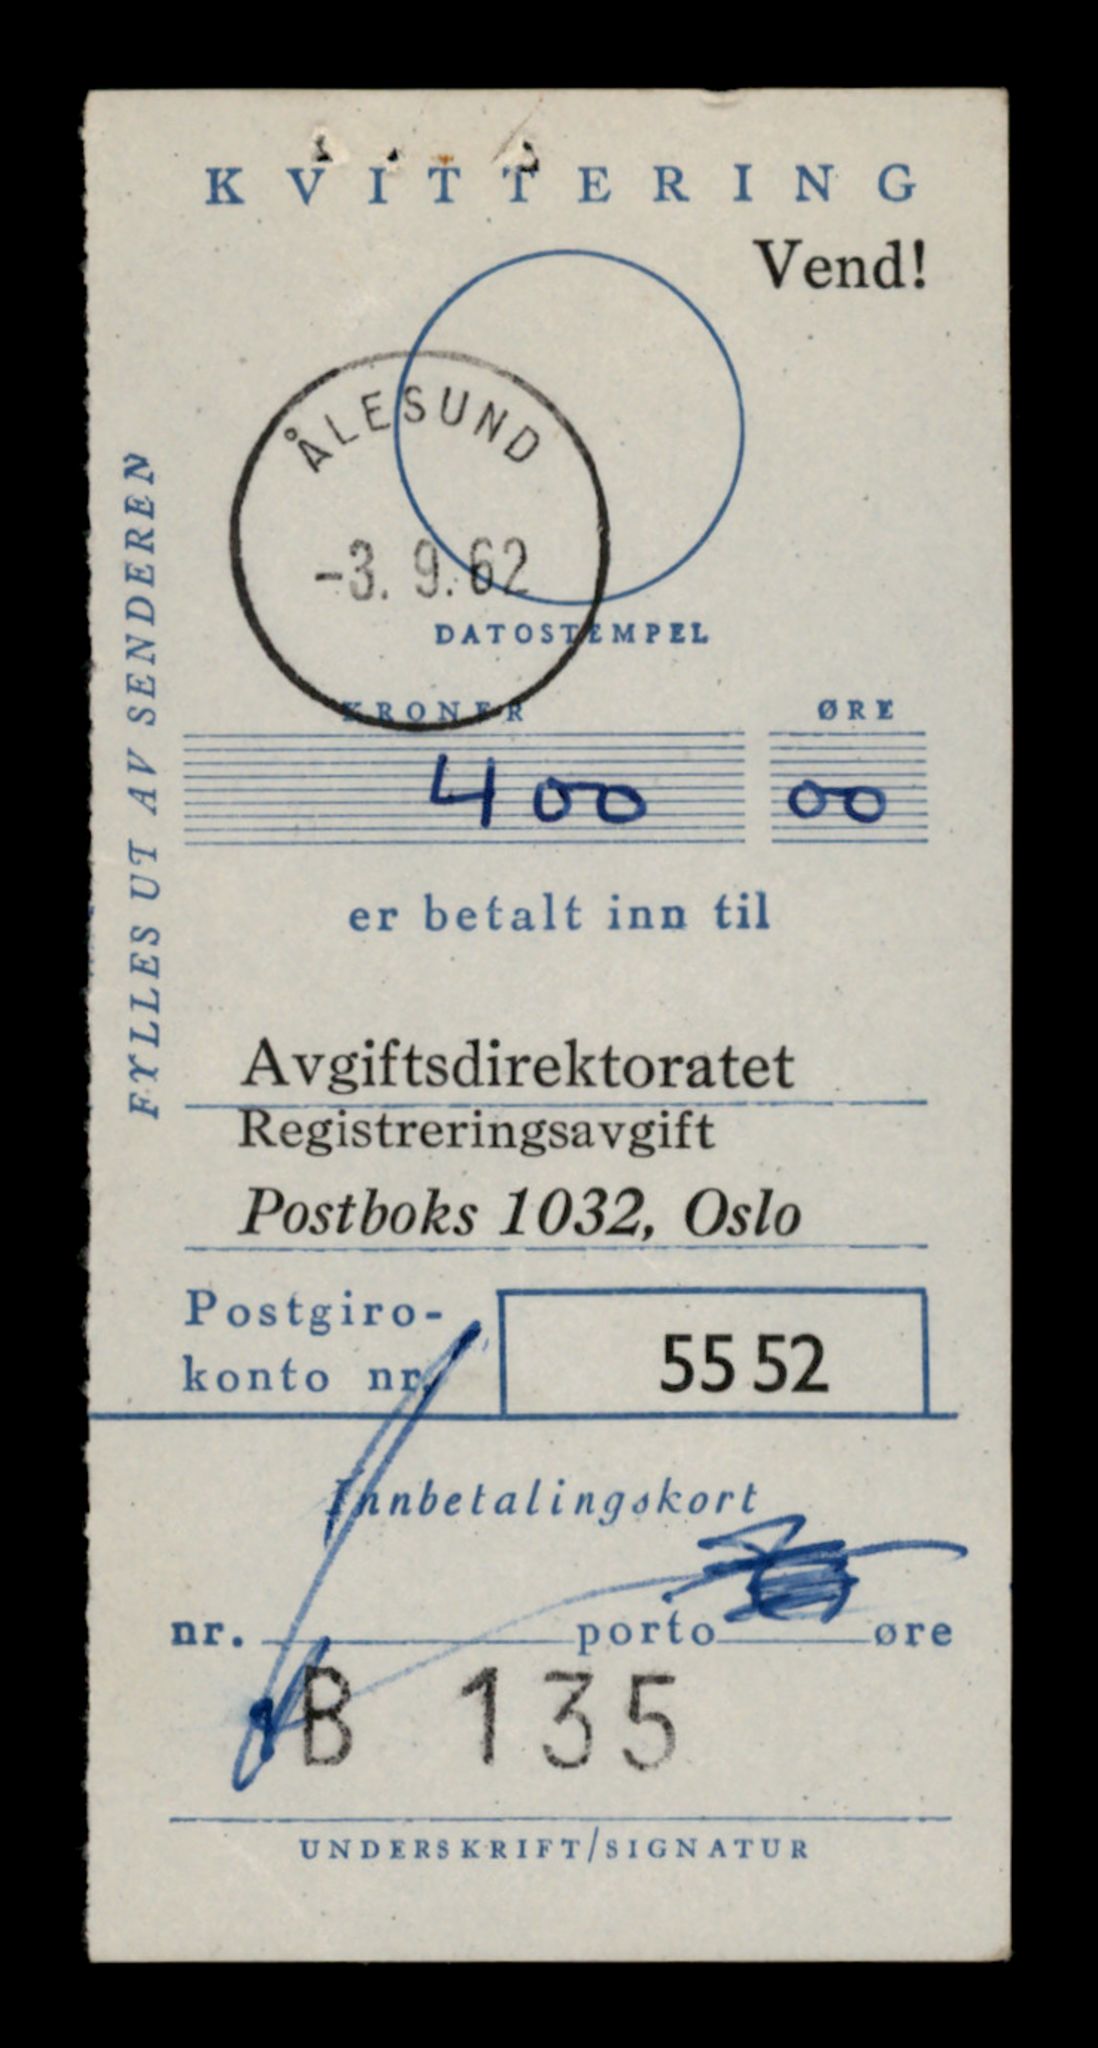 KVITTERING
Vend!
ÅLESUND
-3. 9. 62
DATOSTEMPEL
FYLLES UT AV SENDEREN
KRONER ØRE
400 00
er betalt inn til
Avgiftsdirektoratet
Registreringsavgift
Postboks 1032, Oslo
Postgiro-
konto nr.
55 52
Innbetalingskort
nr. porto øre
B 135
UNDERSKRIFT/SIGNATUR